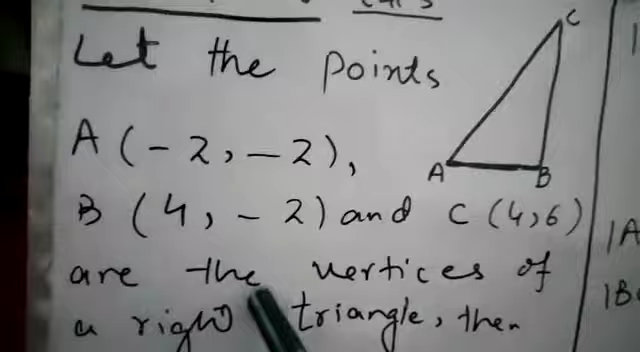 Let the points
A (-2, -2),
B (4, -2) and C (4,6)
are the vertices of
a right triangle, then
C
A
B
|A
|B